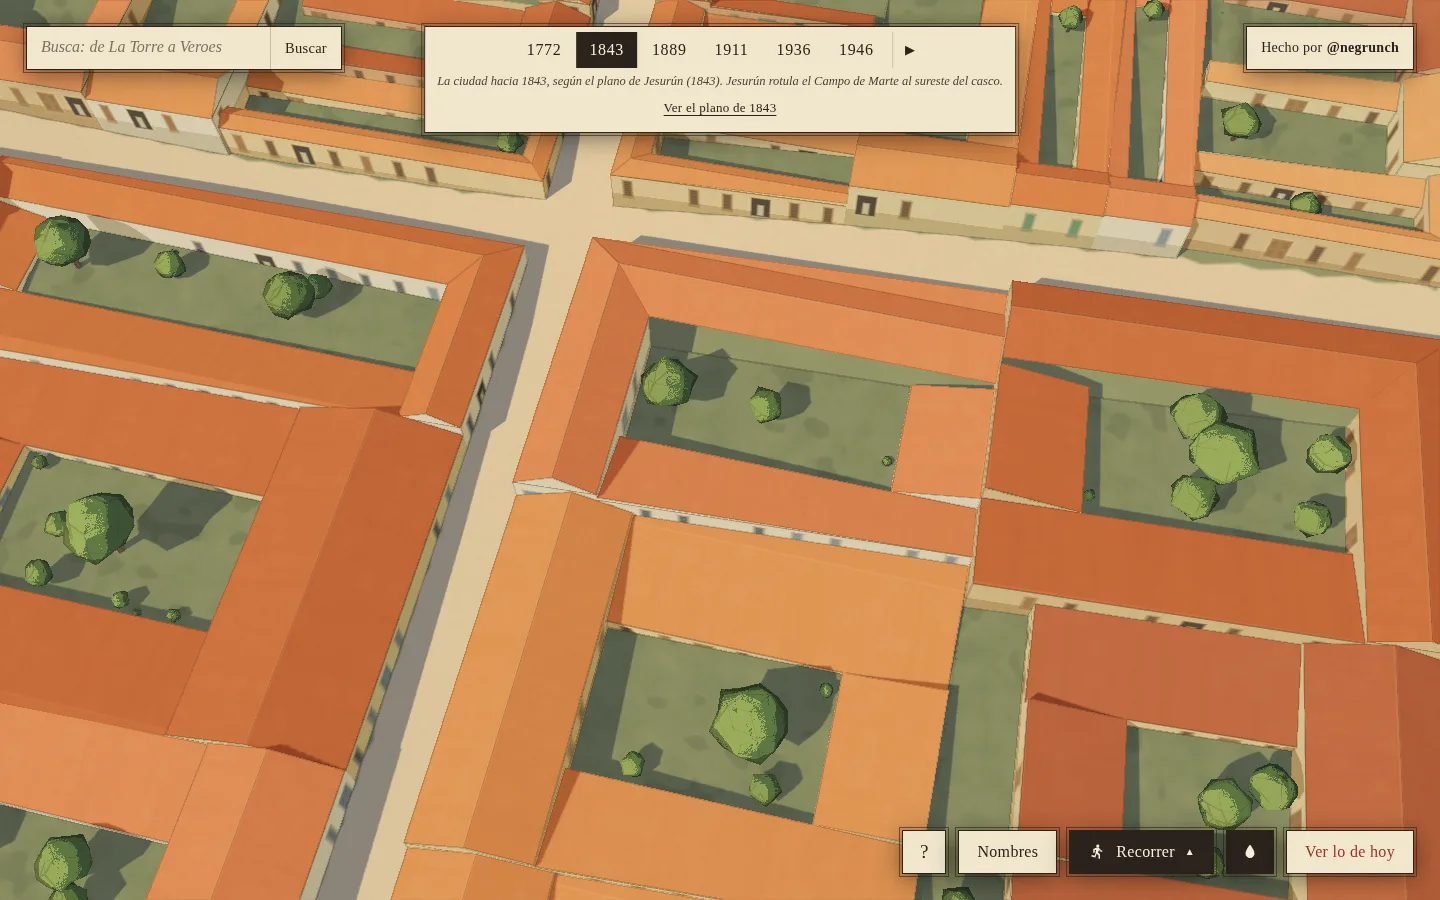 Busca: de La Torre a Veroes
Buscar
1772 1843 1889 1911 1936 1946 ▶
La ciudad hacia 1843, según el plano de Jesurún (1843). Jesurún rotula el Campo de Marte al sureste del casco.
Ver el plano de 1843
Hecho por @negrunch
? Nombres Recorrer ▲ Ver lo de hoy